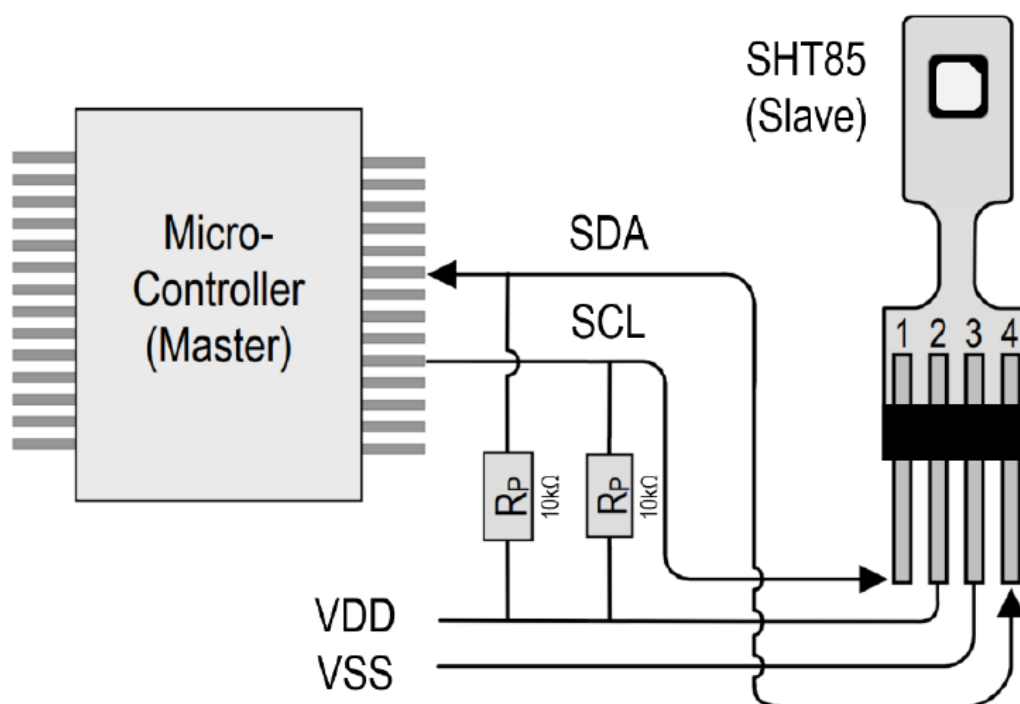 SHT85
(Slave)
Micro-
Controller
(Master)
SDA
SCL
1 2 3 4
RP 10kΩ
RP 10kΩ
VDD
VSS